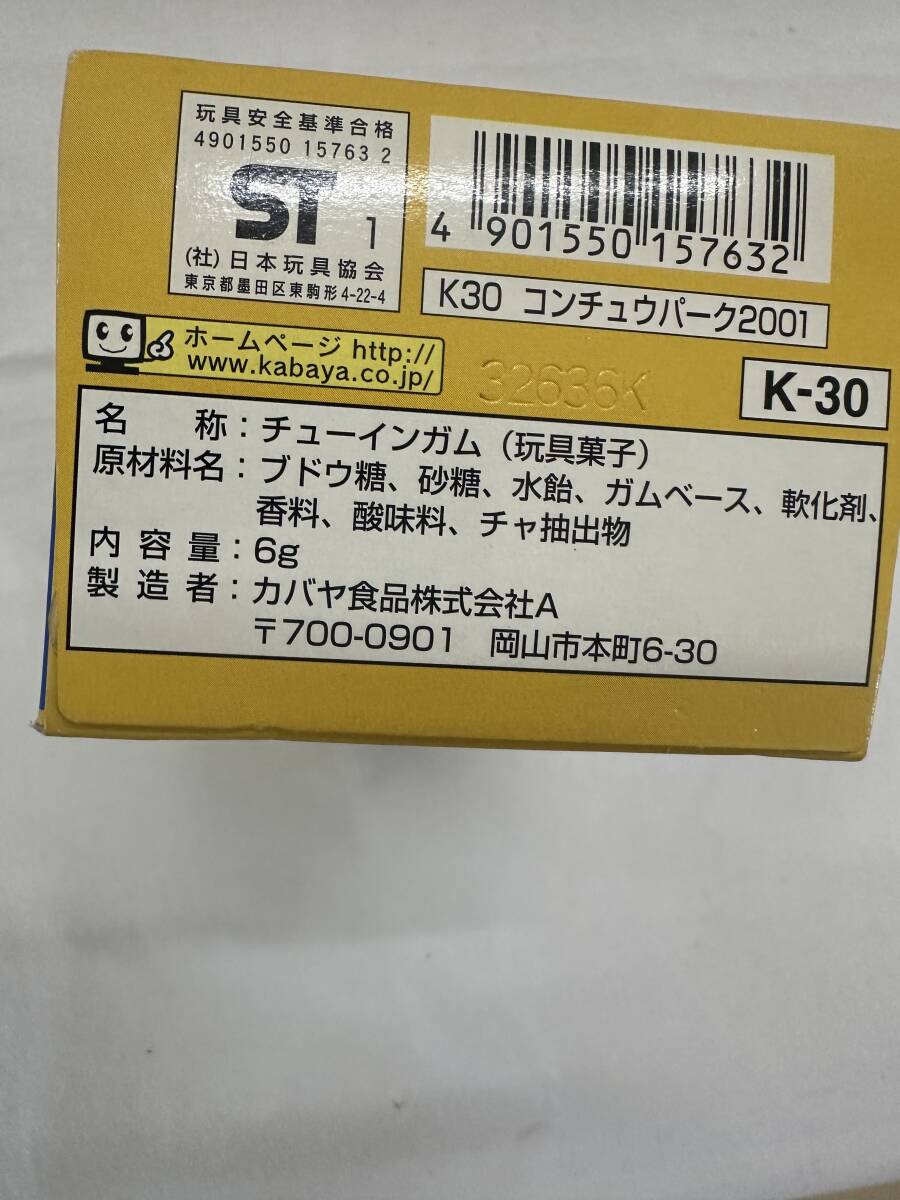 玩具安全基準合格
4901550 15763 2
ST 1
(社)日本玩具協会
東京都墨田区東駒形4-22-4
4 901550 157632
K30 コンチュウパーク2001
ホームページ http://
www.kabaya.co.jp/
32636K
K-30
名 称:チューインガム(玩具菓子)
原材料名:ブドウ糖、砂糖、水飴、ガムベース、軟化剤、
香料、酸味料、チャ抽出物
内容量:6g
製造者:カバヤ食品株式会社A
〒700-0901 岡山市本町6-30